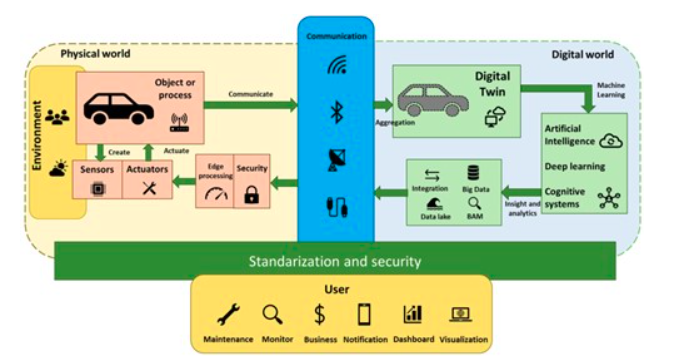 Communication
Physical world
Digital world
Environment
Object or
process
Communicate
Create
Actuate
Sensors
Actuators
Edge
processing
Security
Aggregation
Digital
Twin
Machine
Learning
Artificial
Intelligence
Deep learning
Cognitive
systems
Insight and
analytics
Integration
Big Data
Data lake
BAM
Standarization and security
User
Maintenance
Monitor
Business
Notification
Dashboard
Visualization